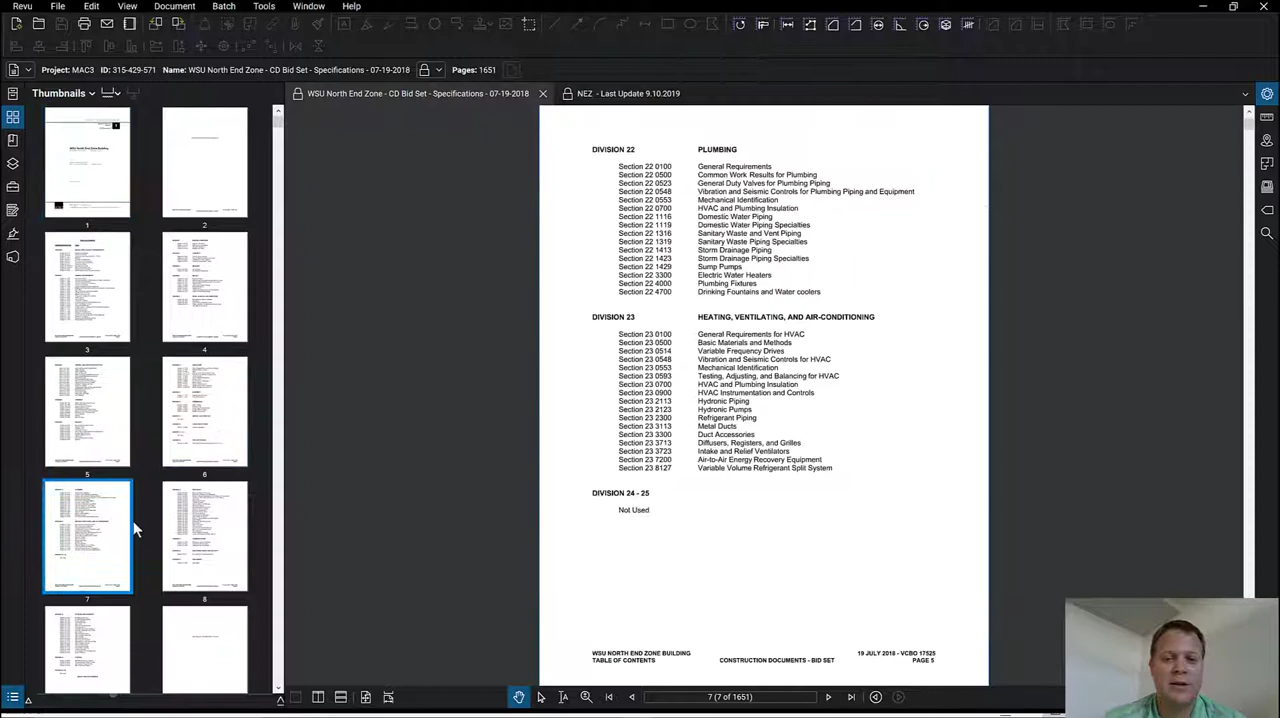 Revu File View Document Batch Tools Window Help
Project: MAC3 ID: 315-429-571 Name: WSU North End Zone - CD Bid Set - Specifications - 07-19-2018 Pages: 1651
Thumbnails
WSU North End Zone - CD Bid Set - Specifications - 07-19-2018
NEZ - Last Update 9.10.2019
1
2
3
4
5
6
7
8
DIVISION 22 PLUMBING
Section 22 0100 General Requirements
Section 22 0500 Common Work Results for Plumbing
Section 22 0523 General Duty Valves for Plumbing Piping
Section 22 0548 Vibration and Seismic Controls for Plumbing Piping and Equipment
Section 22 0553 Mechanical Identification
Section 22 0700 HVAC and Plumbing Insulation
Section 22 1116 Domestic Water Piping
Section 22 1119 Domestic Water Piping Specialties
Section 22 1316 Sanitary Waste and Vent Piping
Section 22 1319 Sanitary Waste Piping Specialties
Section 22 1413 Storm Drainage Piping
Section 22 1423 Storm Drainage Piping Specialties
Section 22 1429 Sump Pumps
Section 22 3300 Electric Water Heaters
Section 22 4000 Plumbing Fixtures
Section 22 4700 Drinking Fountains and Water coolers
DIVISION 23 HEATING, VENTILATING, AND AIR-CONDITIONING
Section 23 0100 General Requirements for HVAC
Section 23 0500 Basic Materials and Methods
Section 23 0514 Variable Frequency Drives
Section 23 0548 Vibration and Seismic Controls for HVAC
Section 23 0553 Mechanical Identification
Section 23 0593 Testing, Adjusting, and Balancing for HVAC
Section 23 0700 HVAC and Plumbing Insulation
Section 23 0900 HVAC Instrumentation and Controls
Section 23 2113 Hydronic Piping
Section 23 2123 Hydronic Pumps
Section 23 2300 Refrigerant Piping
Section 23 3113 Metal Ducts
Section 23 3300 Duct Accessories
Section 23 3713 Diffusers, Registers, and Grilles
Section 23 3723 Intake and Relief Ventilators
Section 23 7200 Air-to-Air Energy Recovery Equipment
Section 23 8127 Variable Volume Refrigerant Split System
DIVISION 24 - 25
Not Used
WSU NORTH END ZONE BUILDING 19 JULY 2018 - VCBO 17525
TABLE OF CONTENTS CONSTRUCTION DOCUMENTS - BID SET PAGE 5
7 (7 of 1651)